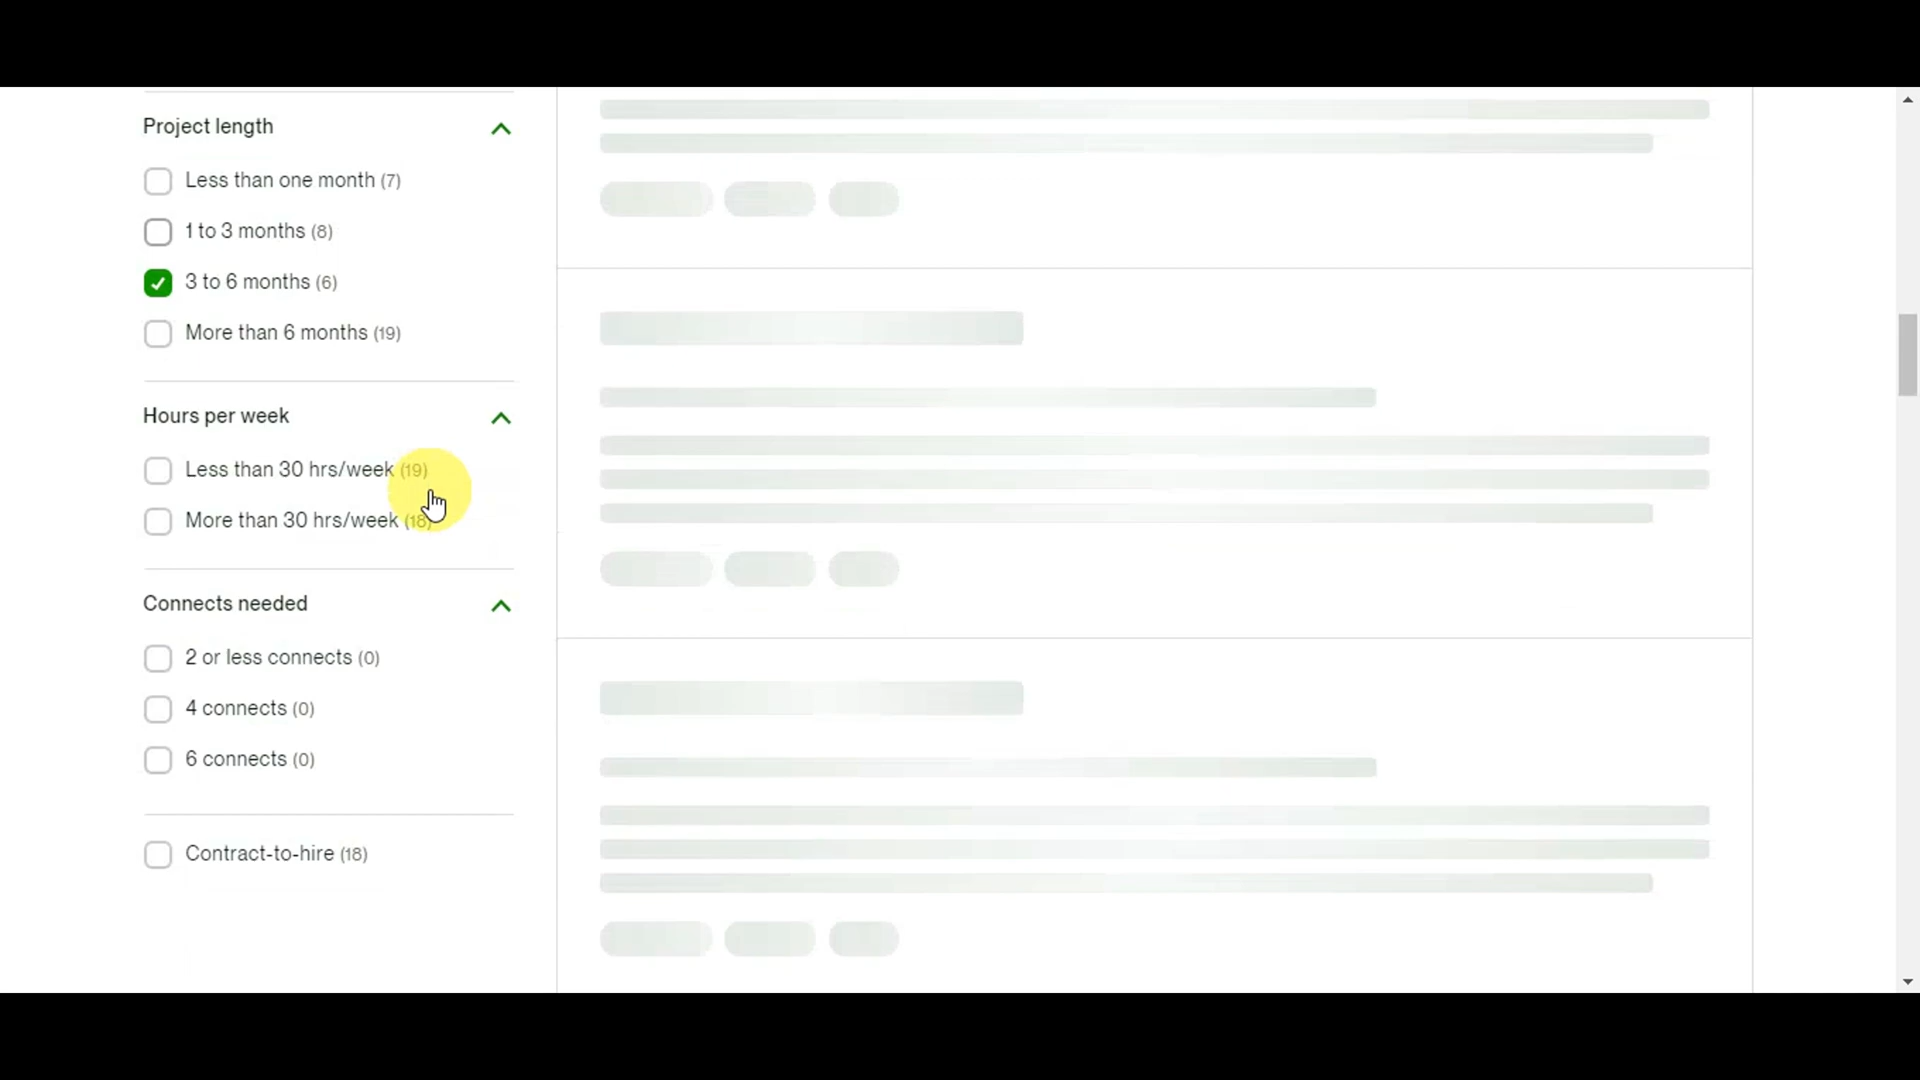 Project length
Less than one month (7)
1 to 3 months (8)
3 to 6 months (6)
More than 6 months (19)
Hours per week
Less than 30 hrs/week (19)
More than 30 hrs/week (18)
Connects needed
2 or less connects (0)
4 connects (0)
6 connects (0)
Contract-to-hire (18)